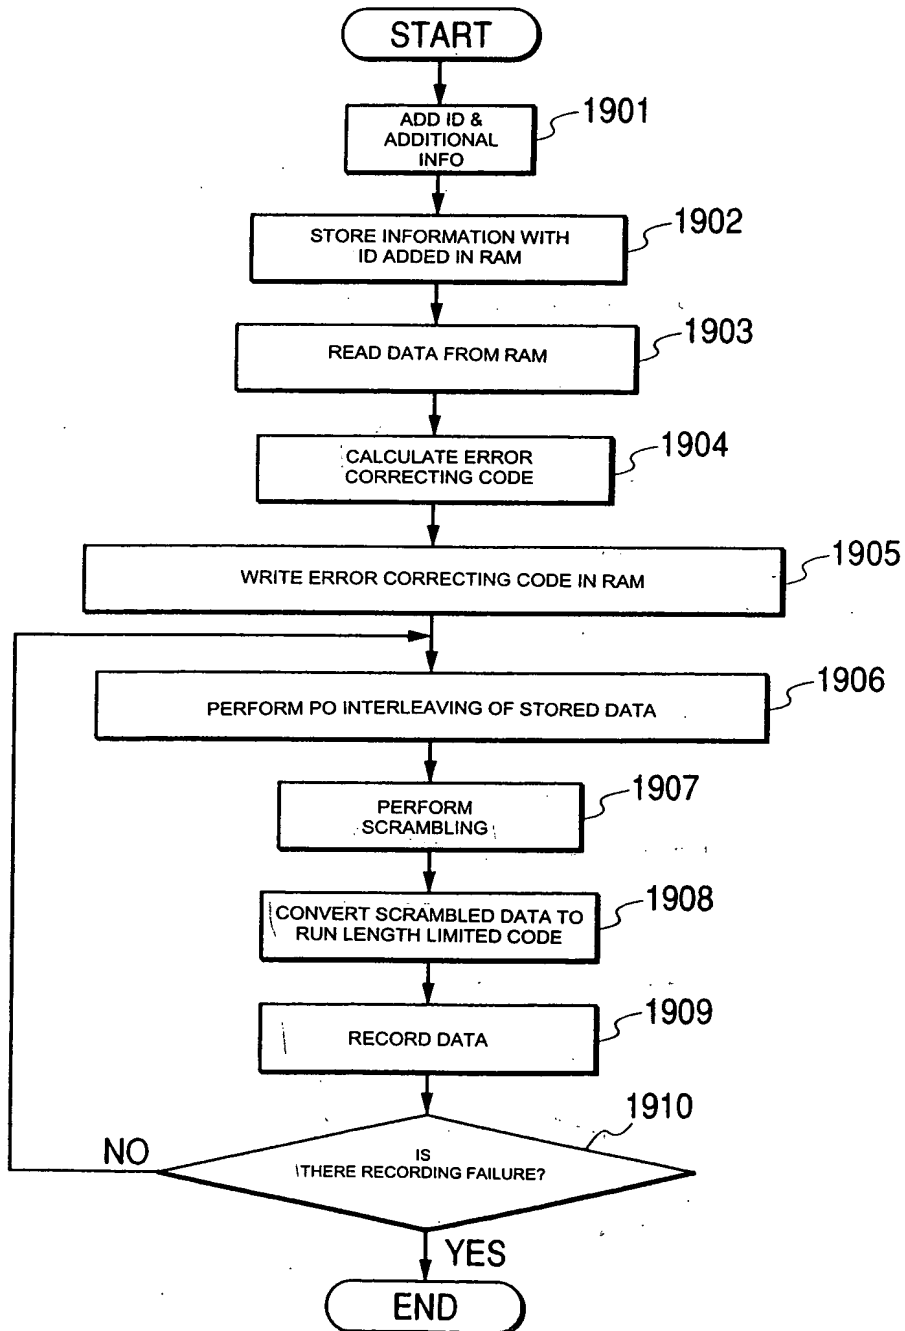 START
ADD ID &
ADDITIONAL
INFO
1901
STORE INFORMATION WITH
ID ADDED IN RAM
1902
READ DATA FROM RAM
1903
CALCULATE ERROR
CORRECTING CODE
1904
WRITE ERROR CORRECTING CODE IN RAM
1905
PERFORM PO INTERLEAVING OF STORED DATA
1906
PERFORM
SCRAMBLING
1907
CONVERT SCRAMBLED DATA TO
RUN LENGTH LIMITED CODE
1908
RECORD DATA
1909
IS
THERE RECORDING FAILURE?
1910
NO
YES
END